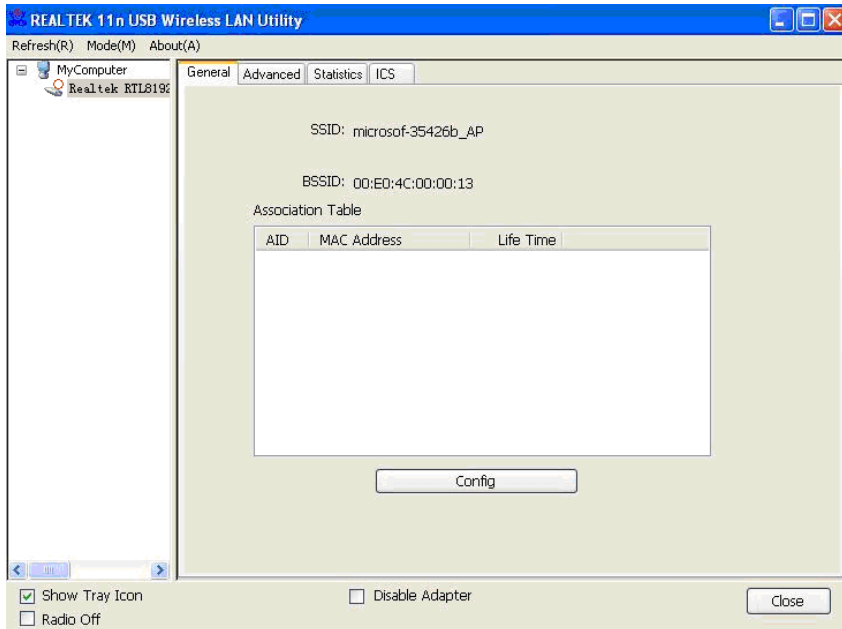 REALTEK 11n USB Wireless LAN Utility
Refresh(R) Mode(M) About(A)
MyComputer
Realtek RTL8192
General Advanced Statistics ICS
SSID: microsof-35426b_AP
BSSID: 00:E0:4C:00:00:13
Association Table
AID MAC Address Life Time
Config
Show Tray Icon
Radio Off
Disable Adapter
Close